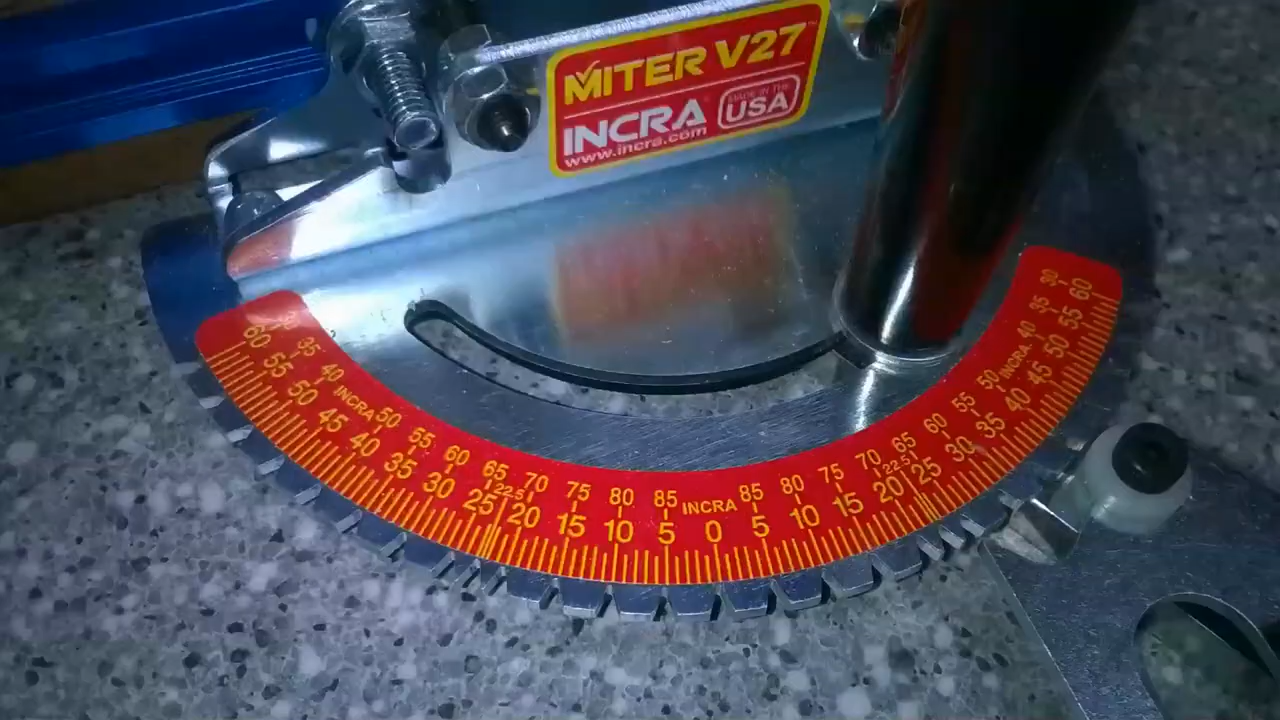 MITER V27™
INCRA® MADE IN THE USA
www.incra.com
35 40 INCRA 50 55 60 65 22.5 70 75 80 85 INCRA 85 80 75 70 22.5 65 60 55 50 INCRA 40 35 30
60 55 50 45 40 35 30 25 20 15 10 5 0 5 10 15 20 25 30 35 40 45 50 55 60